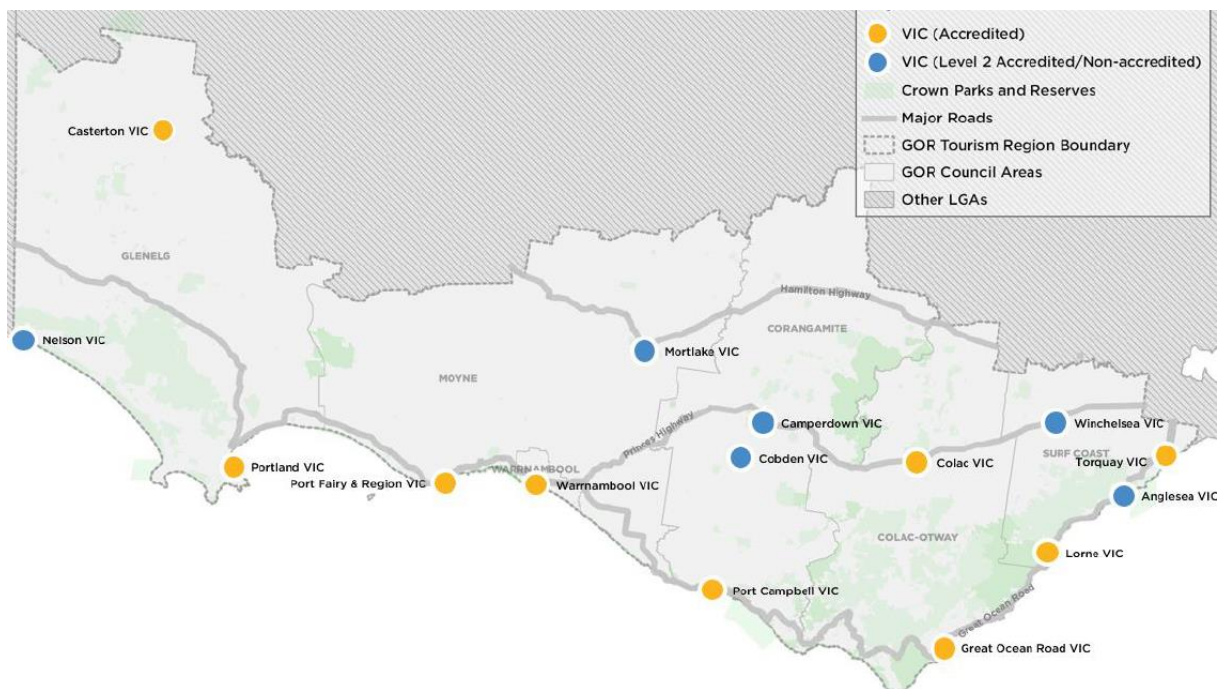 VIC (Accredited)
VIC (Level 2 Accredited/Non-accredited)
Crown Parks and Reserves
Major Roads
GOR Tourism Region Boundary
GOR Council Areas
Other LGAs
Casterton VIC
GLENELG
Hamilton Highway
CORANGAMITE
Nelson VIC
Mortlake VIC
MOYNE
Princes Highway
Camperdown VIC
Winchelsea VIC
Cobden VIC
SURF COAST
Colac VIC
Torquay VIC
Portland VIC
WARRNAMBOOL
Port Fairy & Region VIC
Warrnambool VIC
Anglesea VIC
COLAC-OTWAY
Lorne VIC
Port Campbell VIC
Great Ocean Road
Great Ocean Road VIC